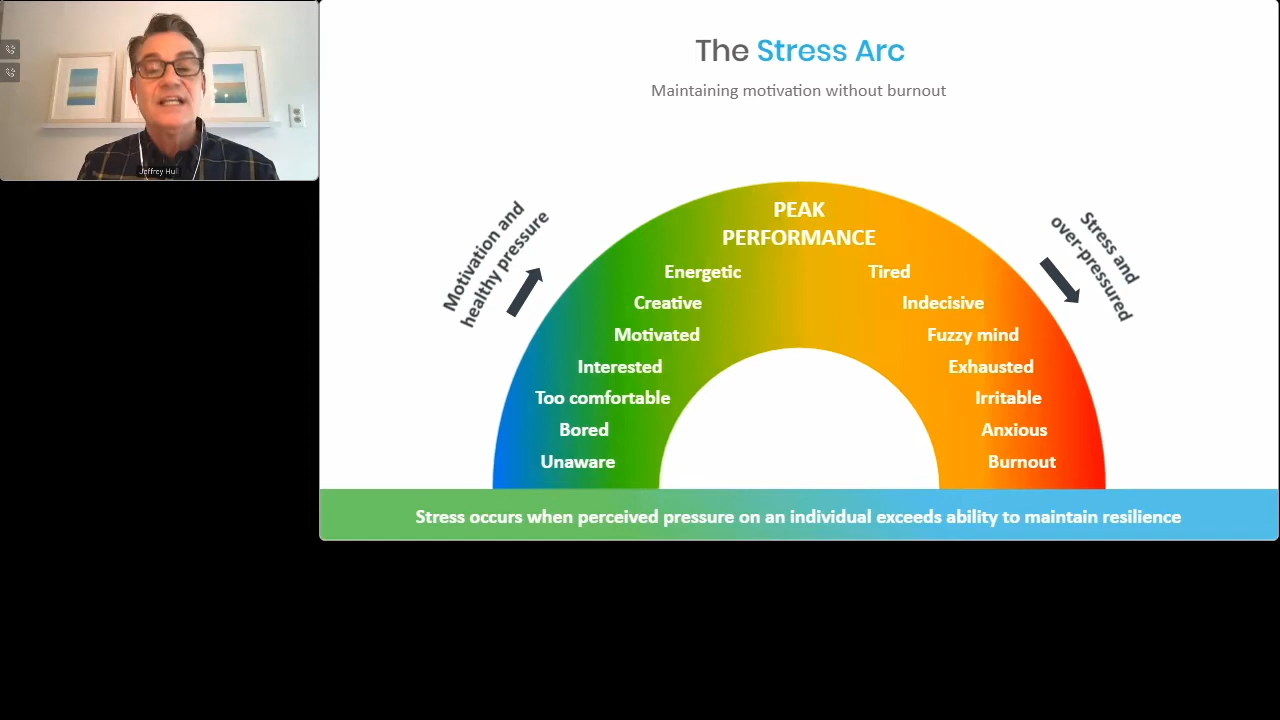 Jeffrey Hull
The Stress Arc
Maintaining motivation without burnout
Motivation and
healthy pressure
Stress and
over-pressured
PEAK
PERFORMANCE
Energetic
Tired
Creative
Indecisive
Motivated
Fuzzy mind
Interested
Exhausted
Too comfortable
Irritable
Bored
Anxious
Unaware
Burnout
Stress occurs when perceived pressure on an individual exceeds ability to maintain resilience